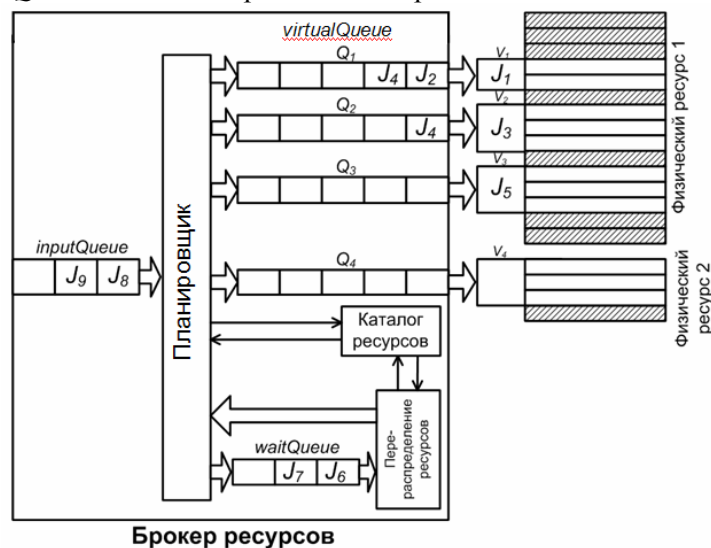 virtualQueue
Q1
J4 J2
V1
J1
Q2
J4
V2
J3
Q3
V3
J5
Физический ресурс 1
inputQueue
J9 J8
Планировщик
Q4
V4
Физический
ресурс 2
Каталог
ресурсов
Пере-
распределение
ресурсов
waitQueue
J7 J6
Брокер ресурсов